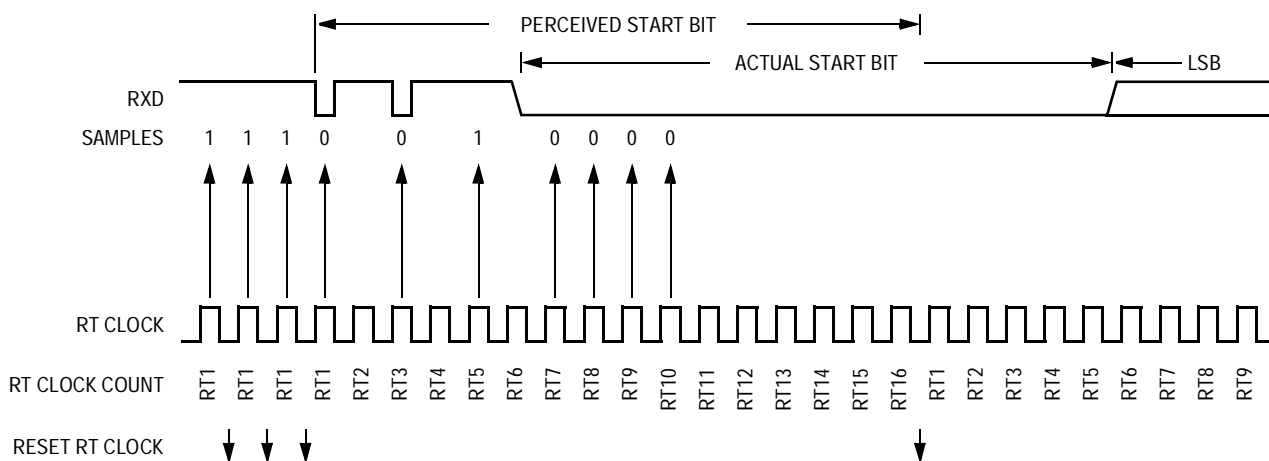 PERCEIVED START BIT
ACTUAL START BIT
LSB
RXD
SAMPLES 1 1 1 0 0 1 0 0 0 0
RT CLOCK
RT CLOCK COUNT RT1 RT1 RT1 RT1 RT2 RT3 RT4 RT5 RT6 RT7 RT8 RT9 RT10 RT11 RT12 RT13 RT14 RT15 RT16 RT1 RT2 RT3 RT4 RT5 RT6 RT7 RT8 RT9
RESET RT CLOCK